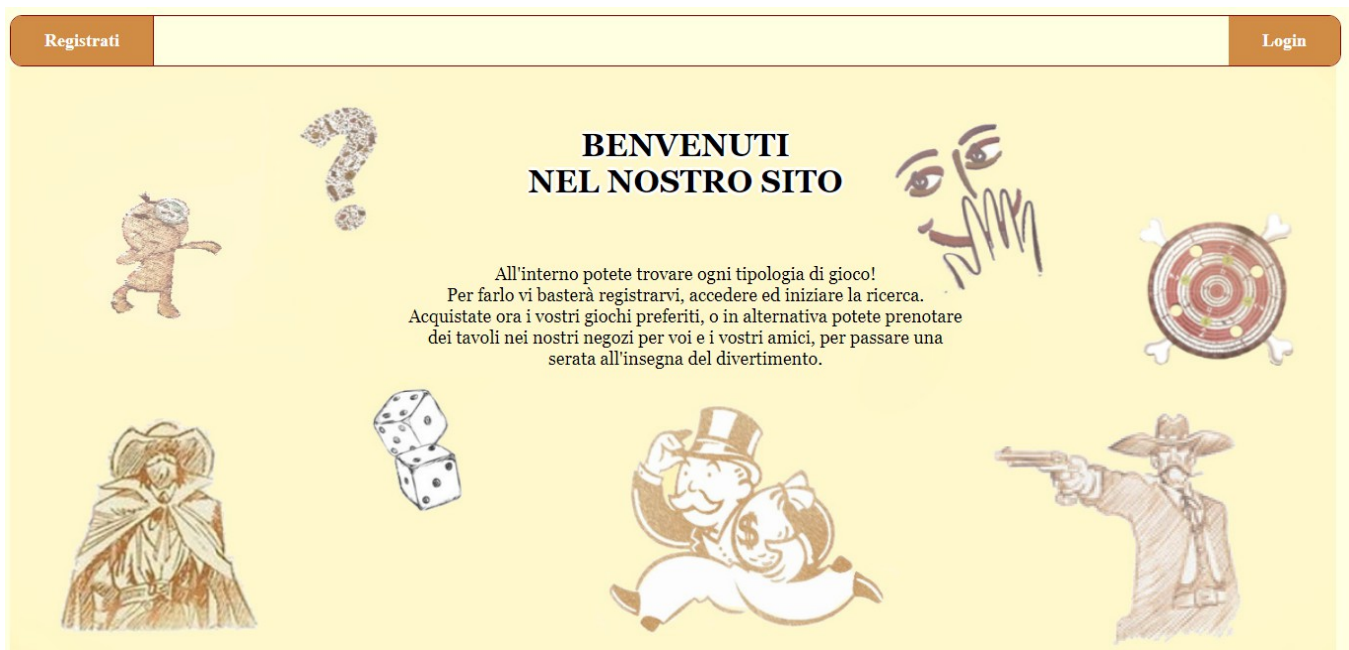 Registrati
Login
BENVENUTI
NEL NOSTRO SITO
All'interno potete trovare ogni tipologia di gioco!
Per farlo vi basterà registrarvi, accedere ed iniziare la ricerca.
Acquistate ora i vostri giochi preferiti, o in alternativa potete prenotare
dei tavoli nei nostri negozi per voi e i vostri amici, per passare una
serata all'insegna del divertimento.
$